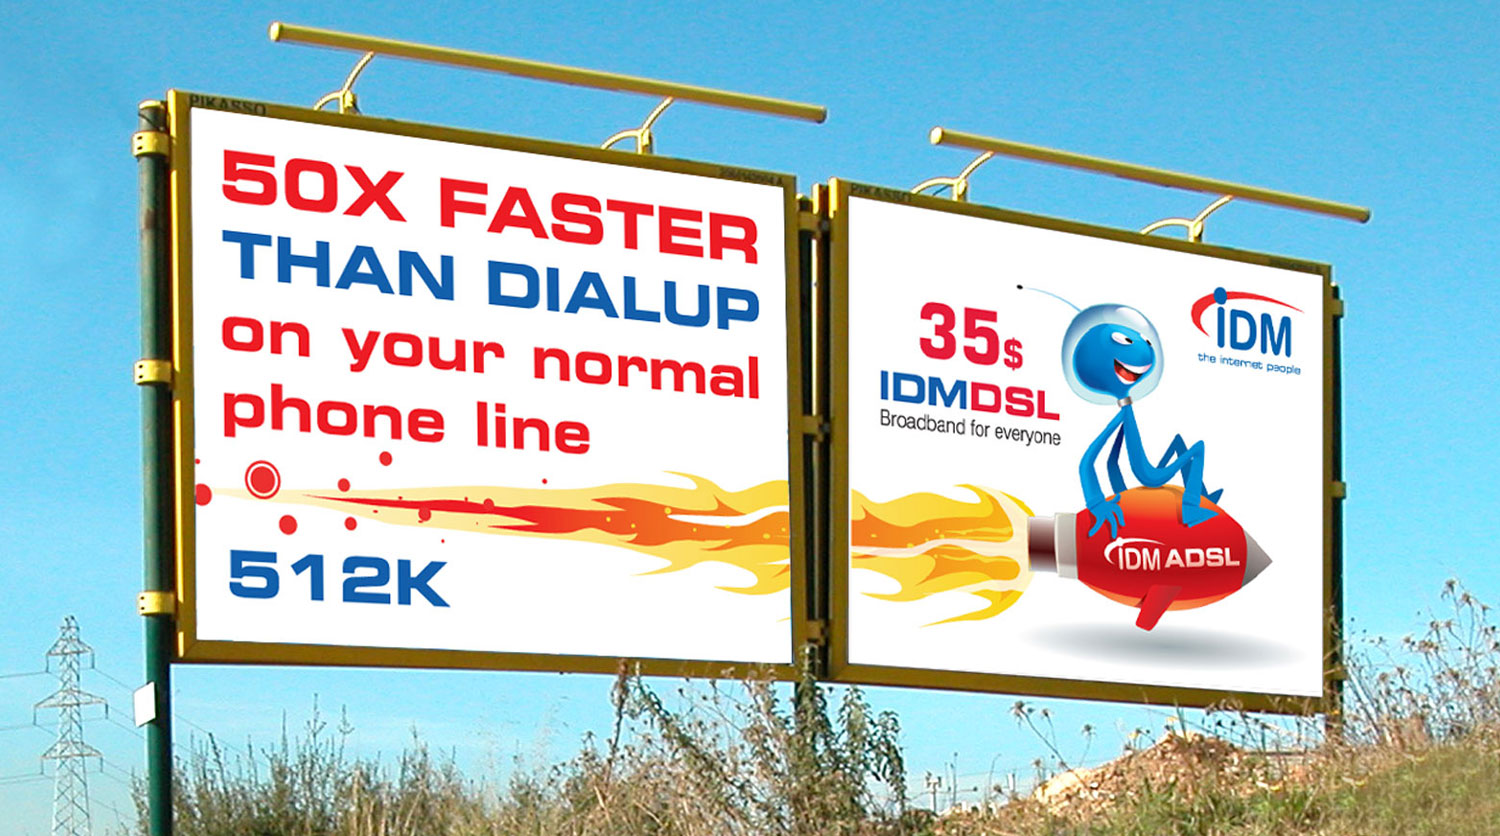 PIKASSO
50X FASTER
THAN DIALUP
on your normal
phone line
512K
PIKASSO
35$
IDMDSL
Broadband for everyone
IDM
the internet people
IDM ADSL